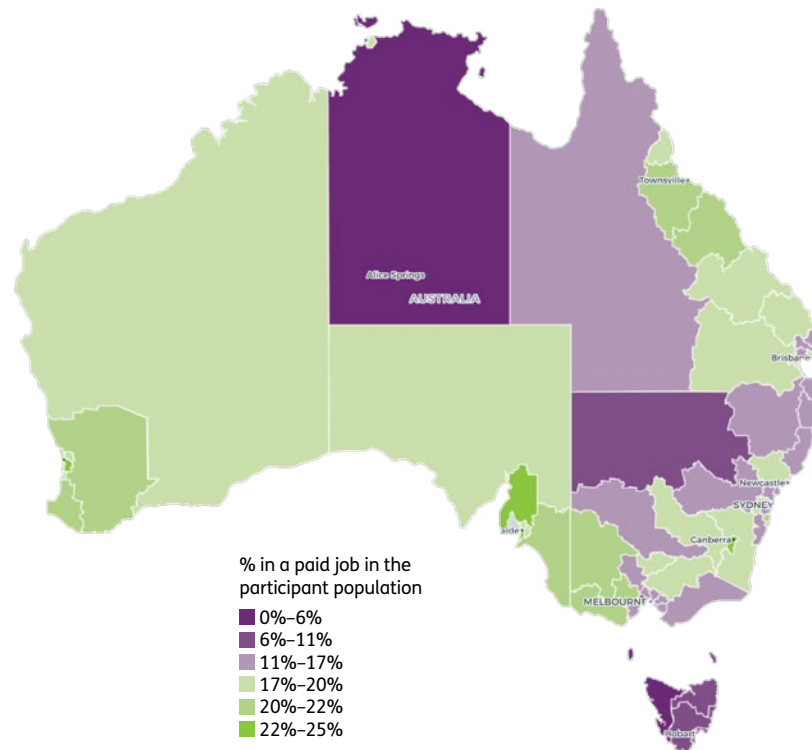 Townsville
Alice Springs
AUSTRALIA
Brisbane
Newcastle
SYDNEY
aide
Canberra
MELBOURNE
Hobart
% in a paid job in the
participant population
0%–6%
6%–11%
11%–17%
17%–20%
20%–22%
22%–25%